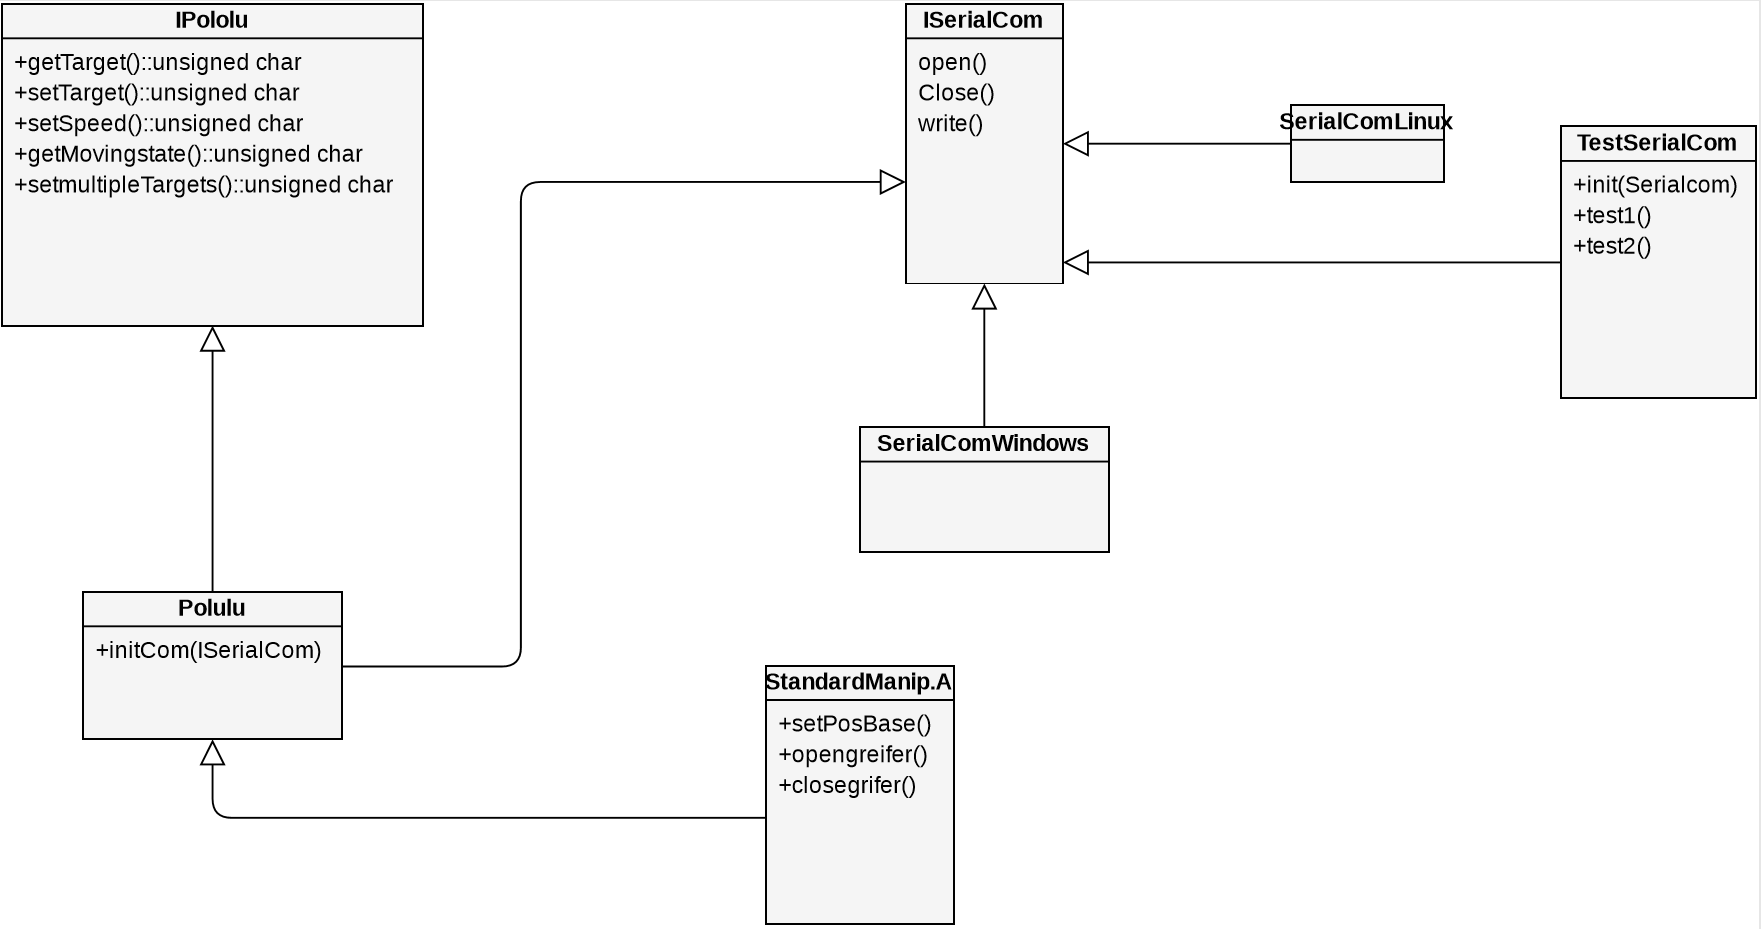 IPololu
+getTarget()::unsigned char
+setTarget()::unsigned char
+setSpeed()::unsigned char
+getMovingstate()::unsigned char
+setmultipleTargets()::unsigned char
ISerialCom
open()
Close()
write()
SerialComLinux
TestSerialCom
+init(Serialcom)
+test1()
+test2()
SerialComWindows
Polulu
+initCom(ISerialCom)
StandardManip.A
+setPosBase()
+opengreifer()
+closegrifer()